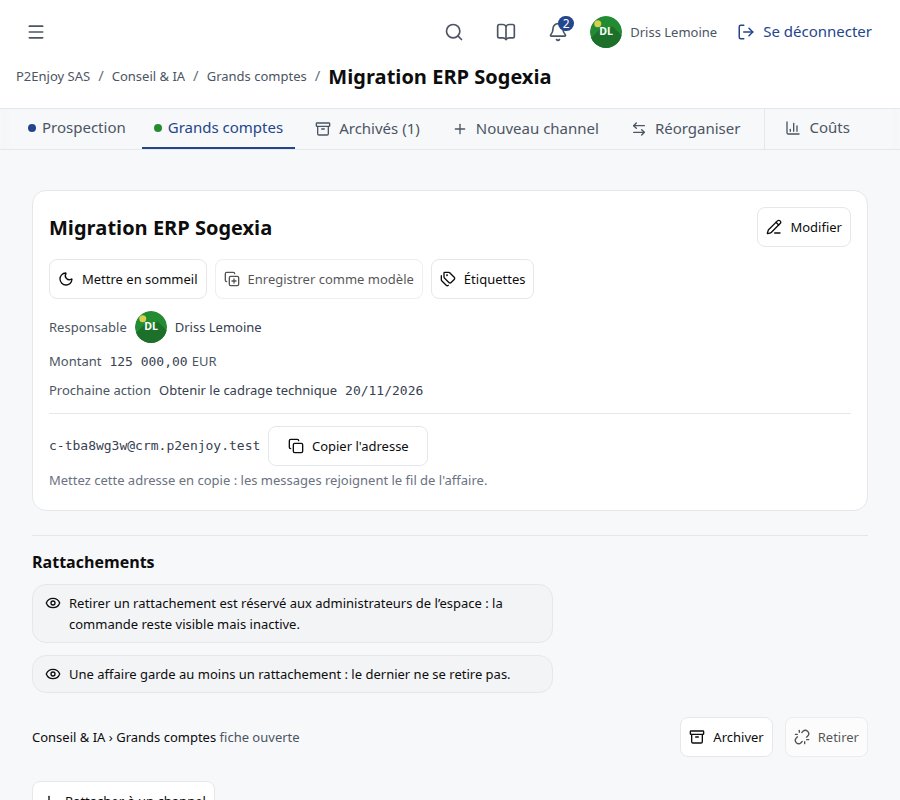 2
DL Driss Lemoine
Se déconnecter
P2Enjoy SAS / Conseil & IA / Grands comptes / Migration ERP Sogexia
Prospection
Grands comptes
Archivés (1)
Nouveau channel
Réorganiser
Coûts
Migration ERP Sogexia
Modifier
Mettre en sommeil
Enregistrer comme modèle
Étiquettes
Responsable DL Driss Lemoine
Montant 125 000,00 EUR
Prochaine action Obtenir le cadrage technique 20/11/2026
c-tba8wg3w@crm.p2enjoy.test
Copier l'adresse
Mettez cette adresse en copie : les messages rejoignent le fil de l'affaire.
Rattachements
Retirer un rattachement est réservé aux administrateurs de l’espace : la
commande reste visible mais inactive.
Une affaire garde au moins un rattachement : le dernier ne se retire pas.
Conseil & IA › Grands comptes fiche ouverte
Archiver
Retirer
Rattacher à un channel